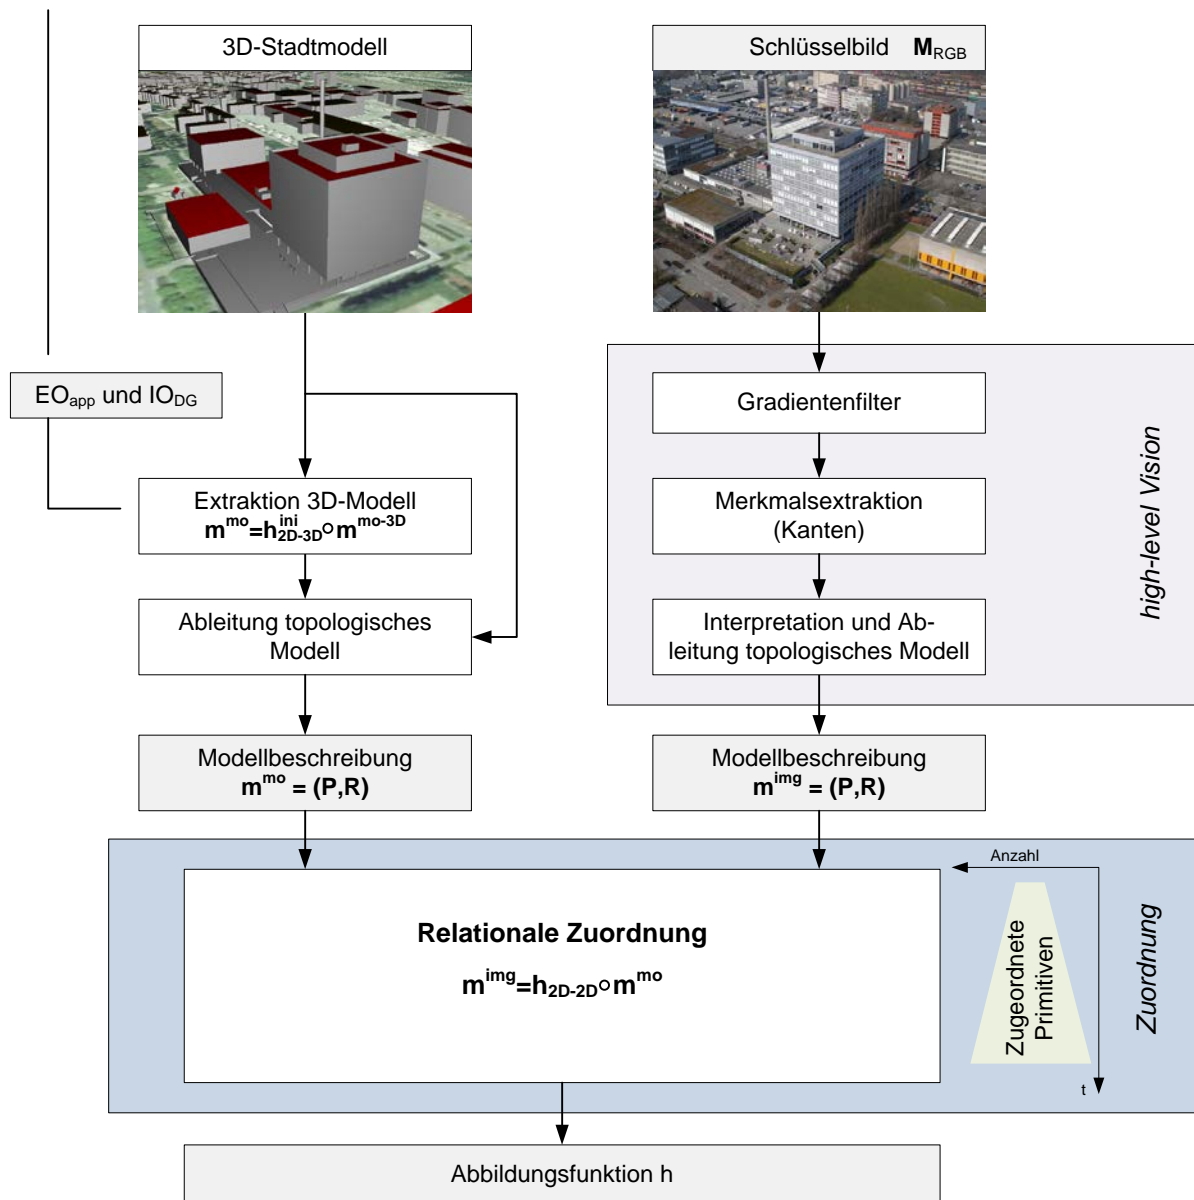 3D-Stadtmodell
Schlüsselbild M_RGB
EO_app und IO_DG
Extraktion 3D-Modell
m^mo=h_2D-3D^ini∘m^mo-3D
Ableitung topologisches
Modell
Modellbeschreibung
m^mo = (P,R)
Gradientenfilter
Merkmalsextraktion
(Kanten)
Interpretation und Ab-
leitung topologisches Modell
high-level Vision
Modellbeschreibung
m^img = (P,R)
Relationale Zuordnung
m^img=h_2D-2D∘m^mo
Anzahl
Zugeordnete
Primitiven
t
Zuordnung
Abbildungsfunktion h